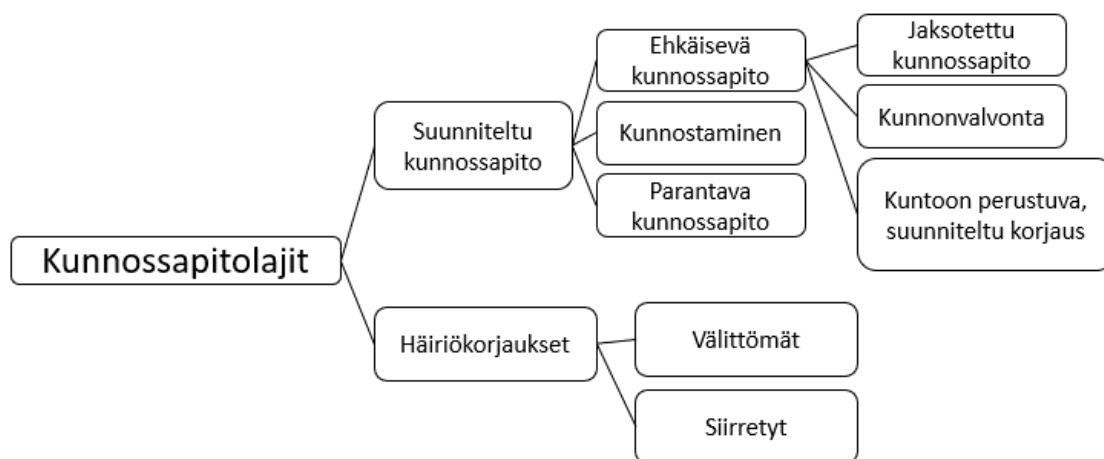 Kunnossapitolajit
Suunniteltu
kunnossapito
Ehkäisevä
kunnossapito
Jaksotettu
kunnossapito
Kunnonvalvonta
Kuntoon perustuva,
suunniteltu korjaus
Kunnostaminen
Parantava
kunnossapito
Häiriökorjaukset
Välittömät
Siirretyt